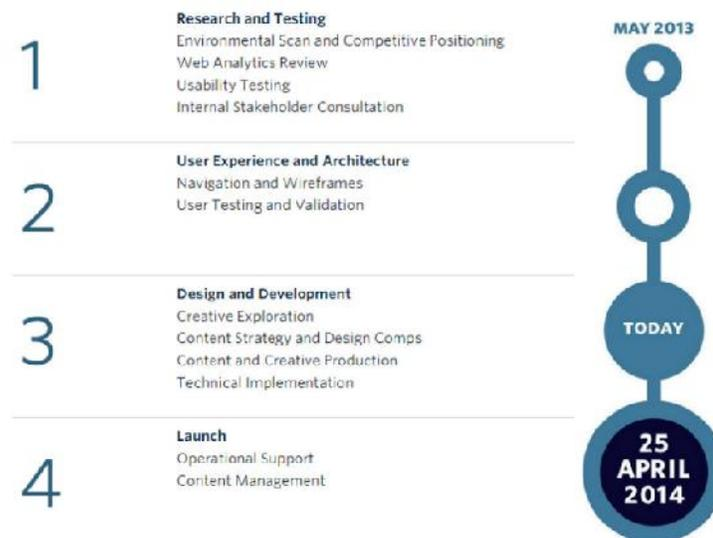 1
Research and Testing
Environmental Scan and Competitive Positioning
Web Analytics Review
Usability Testing
Internal Stakeholder Consultation
2
User Experience and Architecture
Navigation and Wireframes
User Testing and Validation
3
Design and Development
Creative Exploration
Content Strategy and Design Comps
Content and Creative Production
Technical Implementation
4
Launch
Operational Support
Content Management
MAY 2013
TODAY
25
APRIL
2014